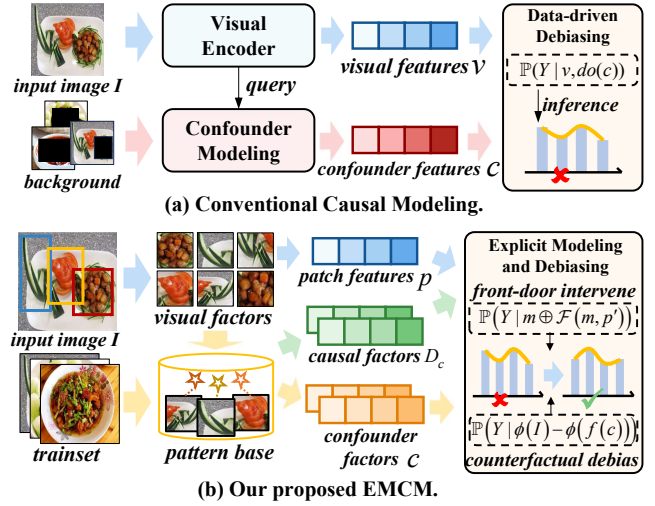 Visual
Encoder
input image I
query
visual features V
Data-driven
Debiasing
ℙ(Y | v,do(c))
inference
Confounder
Modeling
background
confounder features C
(a) Conventional Causal Modeling.
input image I
visual factors
patch features p
causal factors D_c
trainset
pattern base
confounder
factors C
Explicit Modeling
and Debiasing
front-door intervene
ℙ(Y | m ⊕ ℱ(m, p′))
ℙ(Y | ϕ(I)−ϕ(f(c)))
counterfactual debias
(b) Our proposed EMCM.